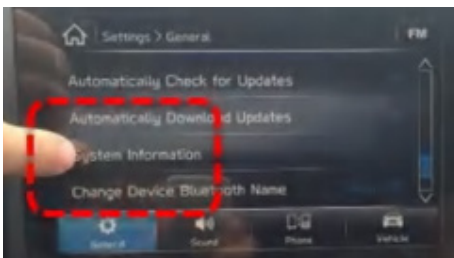 Settings > General
FM
Automatically Check for Updates
Automatically Download Updates
System Information
Change Device Bluetooth Name
General
Sound
Phone
Vehicle